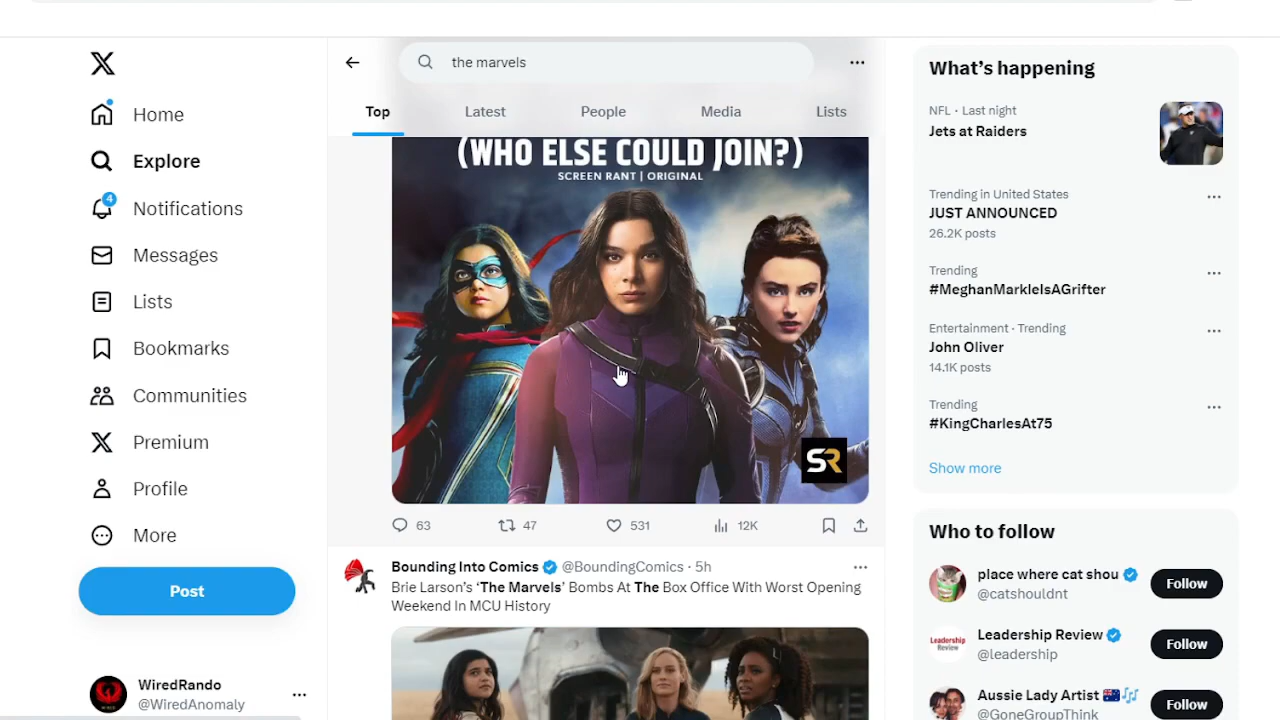 the marvels
Top
Latest
People
Media
Lists
Home
Explore
4
Notifications
Messages
Lists
Bookmarks
Communities
Premium
Profile
More
Post
WiredRando
@WiredAnomaly
(WHO ELSE COULD JOIN?)
SCREEN RANT | ORIGINAL
SR
63
47
531
12K
Bounding Into Comics @BoundingComics · 5h
Brie Larson's 'The Marvels' Bombs At The Box Office With Worst Opening
Weekend In MCU History
What's happening
NFL · Last night
Jets at Raiders
Trending in United States
JUST ANNOUNCED
26.2K posts
Trending
#MeghanMarkleIsAGrifter
Entertainment · Trending
John Oliver
14.1K posts
Trending
#KingCharlesAt75
Show more
Who to follow
place where cat shou
@catshouldnt
Follow
Leadership
Review
Leadership Review
@leadership
Follow
Aussie Lady Artist
@GoneGroupThink
Follow